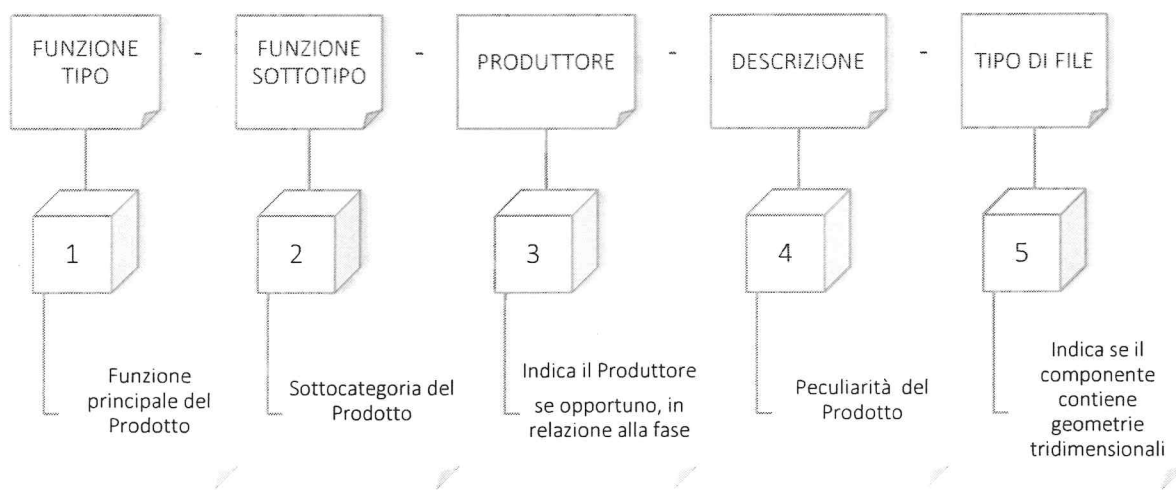 FUNZIONE
TIPO
-
FUNZIONE
SOTTOTIPO
-
PRODUTTORE
-
DESCRIZIONE
-
TIPO DI FILE
1
2
3
4
5
Funzione
principale del
Prodotto
Sottocategoria del
Prodotto
Indica il Produttore
se opportuno, in
relazione alla fase
Peculiarità del
Prodotto
Indica se il
componente
contiene
geometrie
tridimensionali